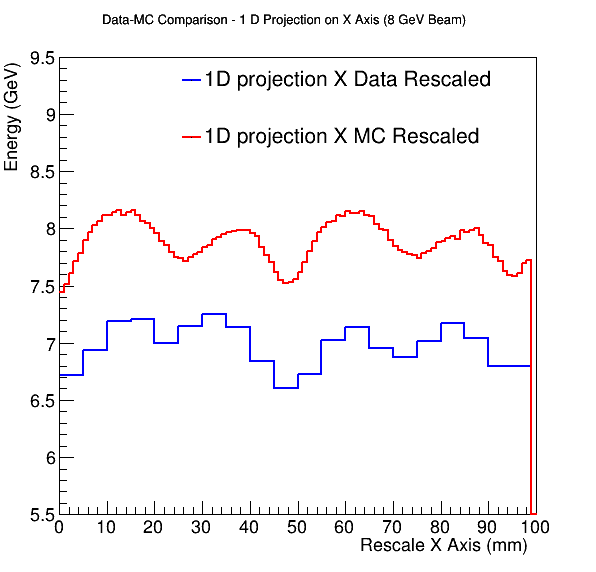 Data-MC Comparison - 1 D Projection on X Axis (8 GeV Beam)
Energy (GeV)
1D projection X Data Rescaled
1D projection X MC Rescaled
9.5
9
8.5
8
7.5
7
6.5
6
5.5
0 10 20 30 40 50 60 70 80 90 100
Rescale X Axis (mm)